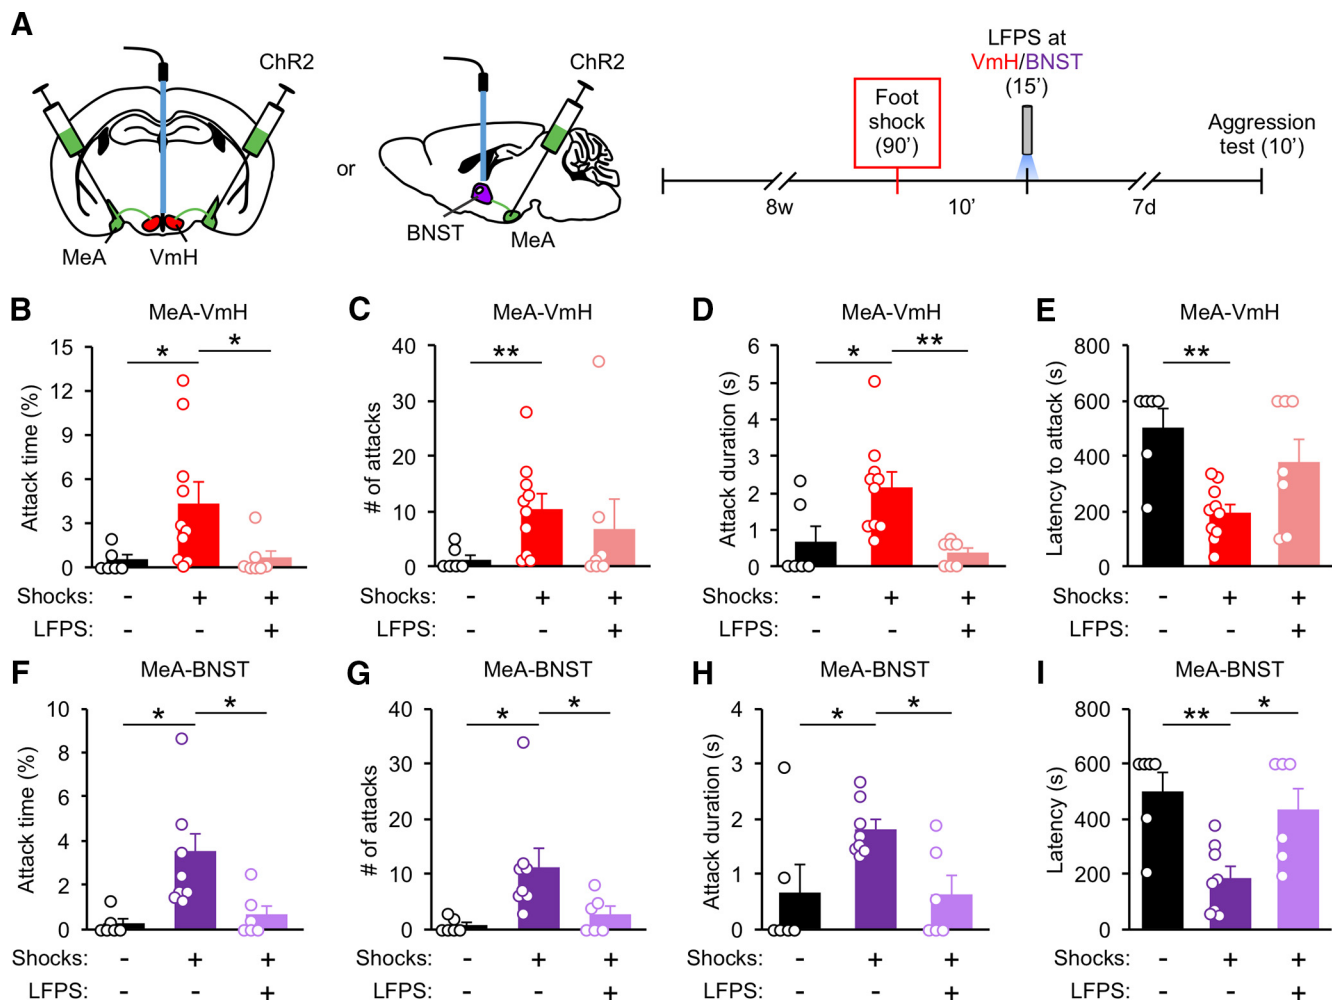 A
ChR2
MeA
VmH
or
ChR2
BNST
MeA
LFPS at
VmH/BNST
(15')
Foot
shock
(90')
Aggression
test (10')
8w
10'
7d
B
MeA-VmH
Attack time (%)
15
12
9
6
3
0
*
*
Shocks: - + +
LFPS: - - +
C
MeA-VmH
# of attacks
40
30
20
10
0
**
- + +
- - +
D
MeA-VmH
Attack duration (s)
6
5
4
3
2
1
0
*
**
Shocks: - + +
LFPS: - - +
E
MeA-VmH
Latency to attack (s)
800
600
400
200
0
**
Shocks: - + +
LFPS: - - +
F
MeA-BNST
Attack time (%)
10
8
6
4
2
0
*
*
Shocks: - + +
LFPS: - - +
G
MeA-BNST
# of attacks
40
30
20
10
0
*
*
- + +
- - +
H
MeA-BNST
Attack duration (s)
4
3
2
1
0
*
*
Shocks: - + +
LFPS: - - +
I
MeA-BNST
Latency (s)
800
600
400
200
0
**
*
Shocks: - + +
LFPS: - - +